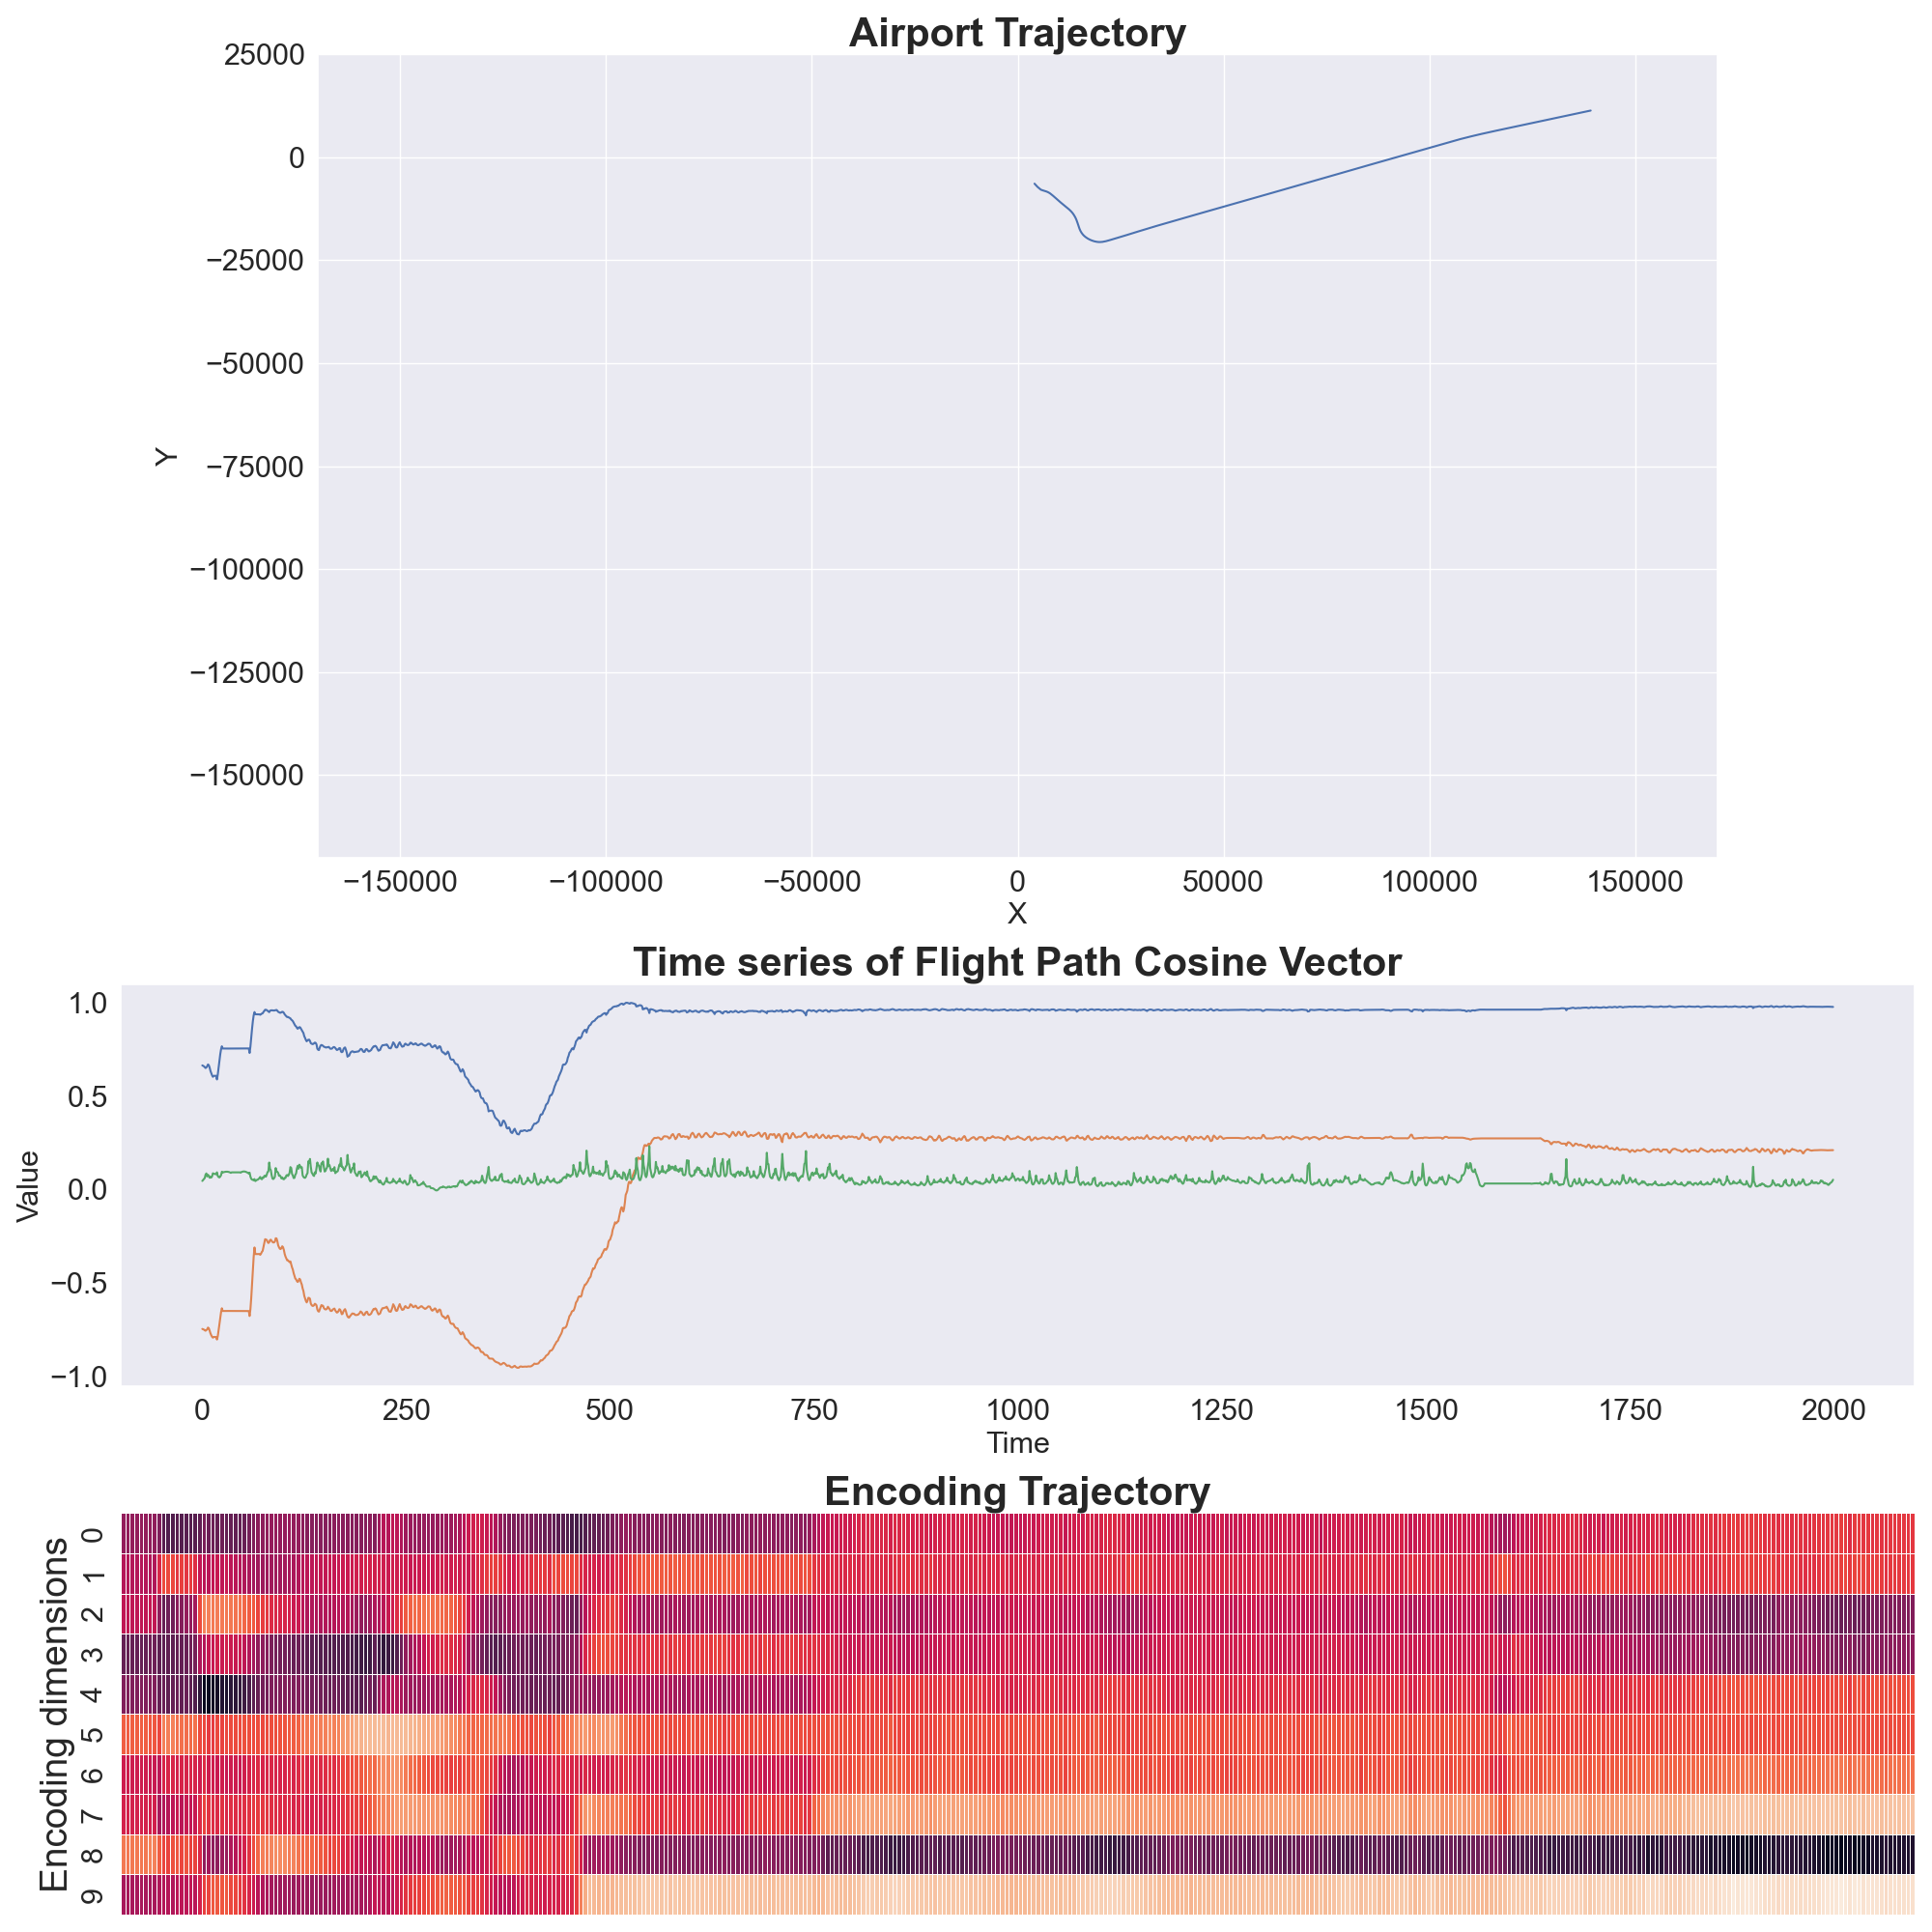 Airport Trajectory
25000
0
−25000
−50000
−75000
−100000
−125000
−150000
Y
−150000 −100000 −50000 0 50000 100000 150000
X
Time series of Flight Path Cosine Vector
1.0
0.5
0.0
−0.5
−1.0
Value
0 250 500 750 1000 1250 1500 1750 2000
Time
Encoding Trajectory
Encoding dimensions
0
1
2
3
4
5
6
7
8
9